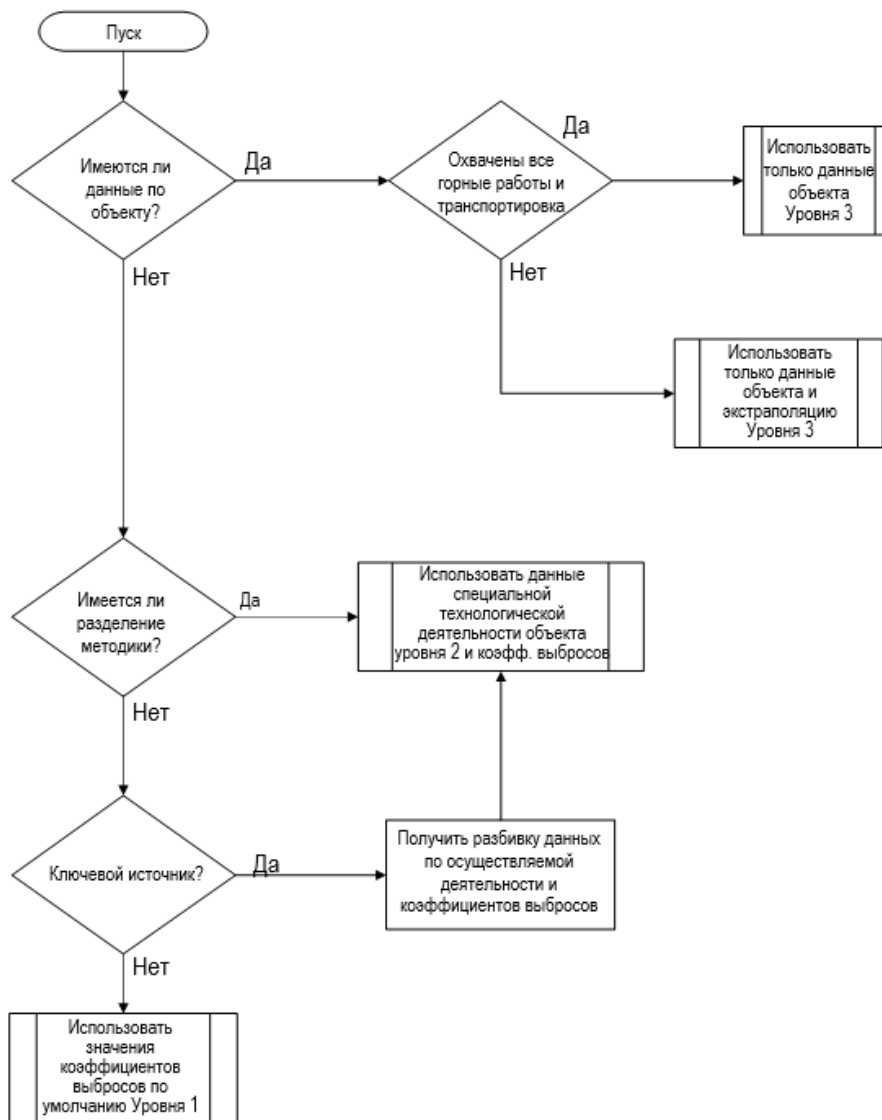 Пуск
Имеются ли
данные по
объекту?
Да
Охвачены все
горные работы и
транспортировка
Да
Использовать
только данные
объекта
Уровня 3
Нет
Нет
Использовать
только данные
объекта и
экстраполяцию
Уровня 3
Имеется ли
разделение
методики?
Да
Использовать данные
специальной
технологической
деятельности объекта
уровня 2 и коэфф. выбросов
Нет
Ключевой источник?
Да
Получить разбивку данных
по осуществляемой
деятельности и
коэффициентов выбросов
Нет
Использовать
значения
коэффициентов
выбросов по
умолчанию Уровня 1